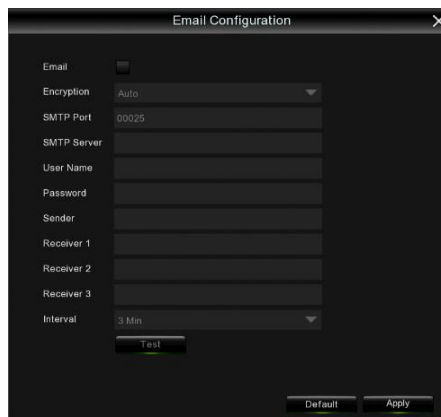 Email Configuration
Email
Encryption Auto
SMTP Port 00025
SMTP Server
User Name
Password
Sender
Receiver 1
Receiver 2
Receiver 3
Interval 3 Min
Test
Default Apply